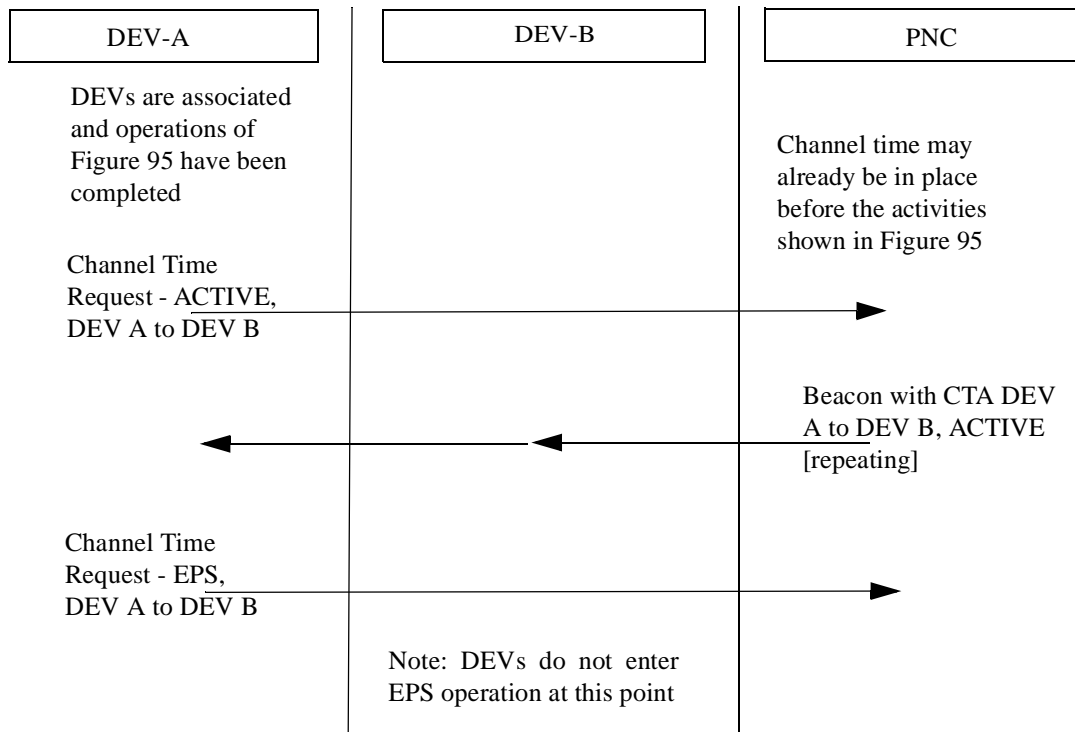 DEV-A
DEV-B
PNC
DEVs are associated
and operations of
Figure 95 have been
completed
Channel time may
already be in place
before the activities
shown in Figure 95
Channel Time
Request - ACTIVE,
DEV A to DEV B
Beacon with CTA DEV
A to DEV B, ACTIVE
[repeating]
Channel Time
Request - EPS,
DEV A to DEV B
Note: DEVs do not enter
EPS operation at this point